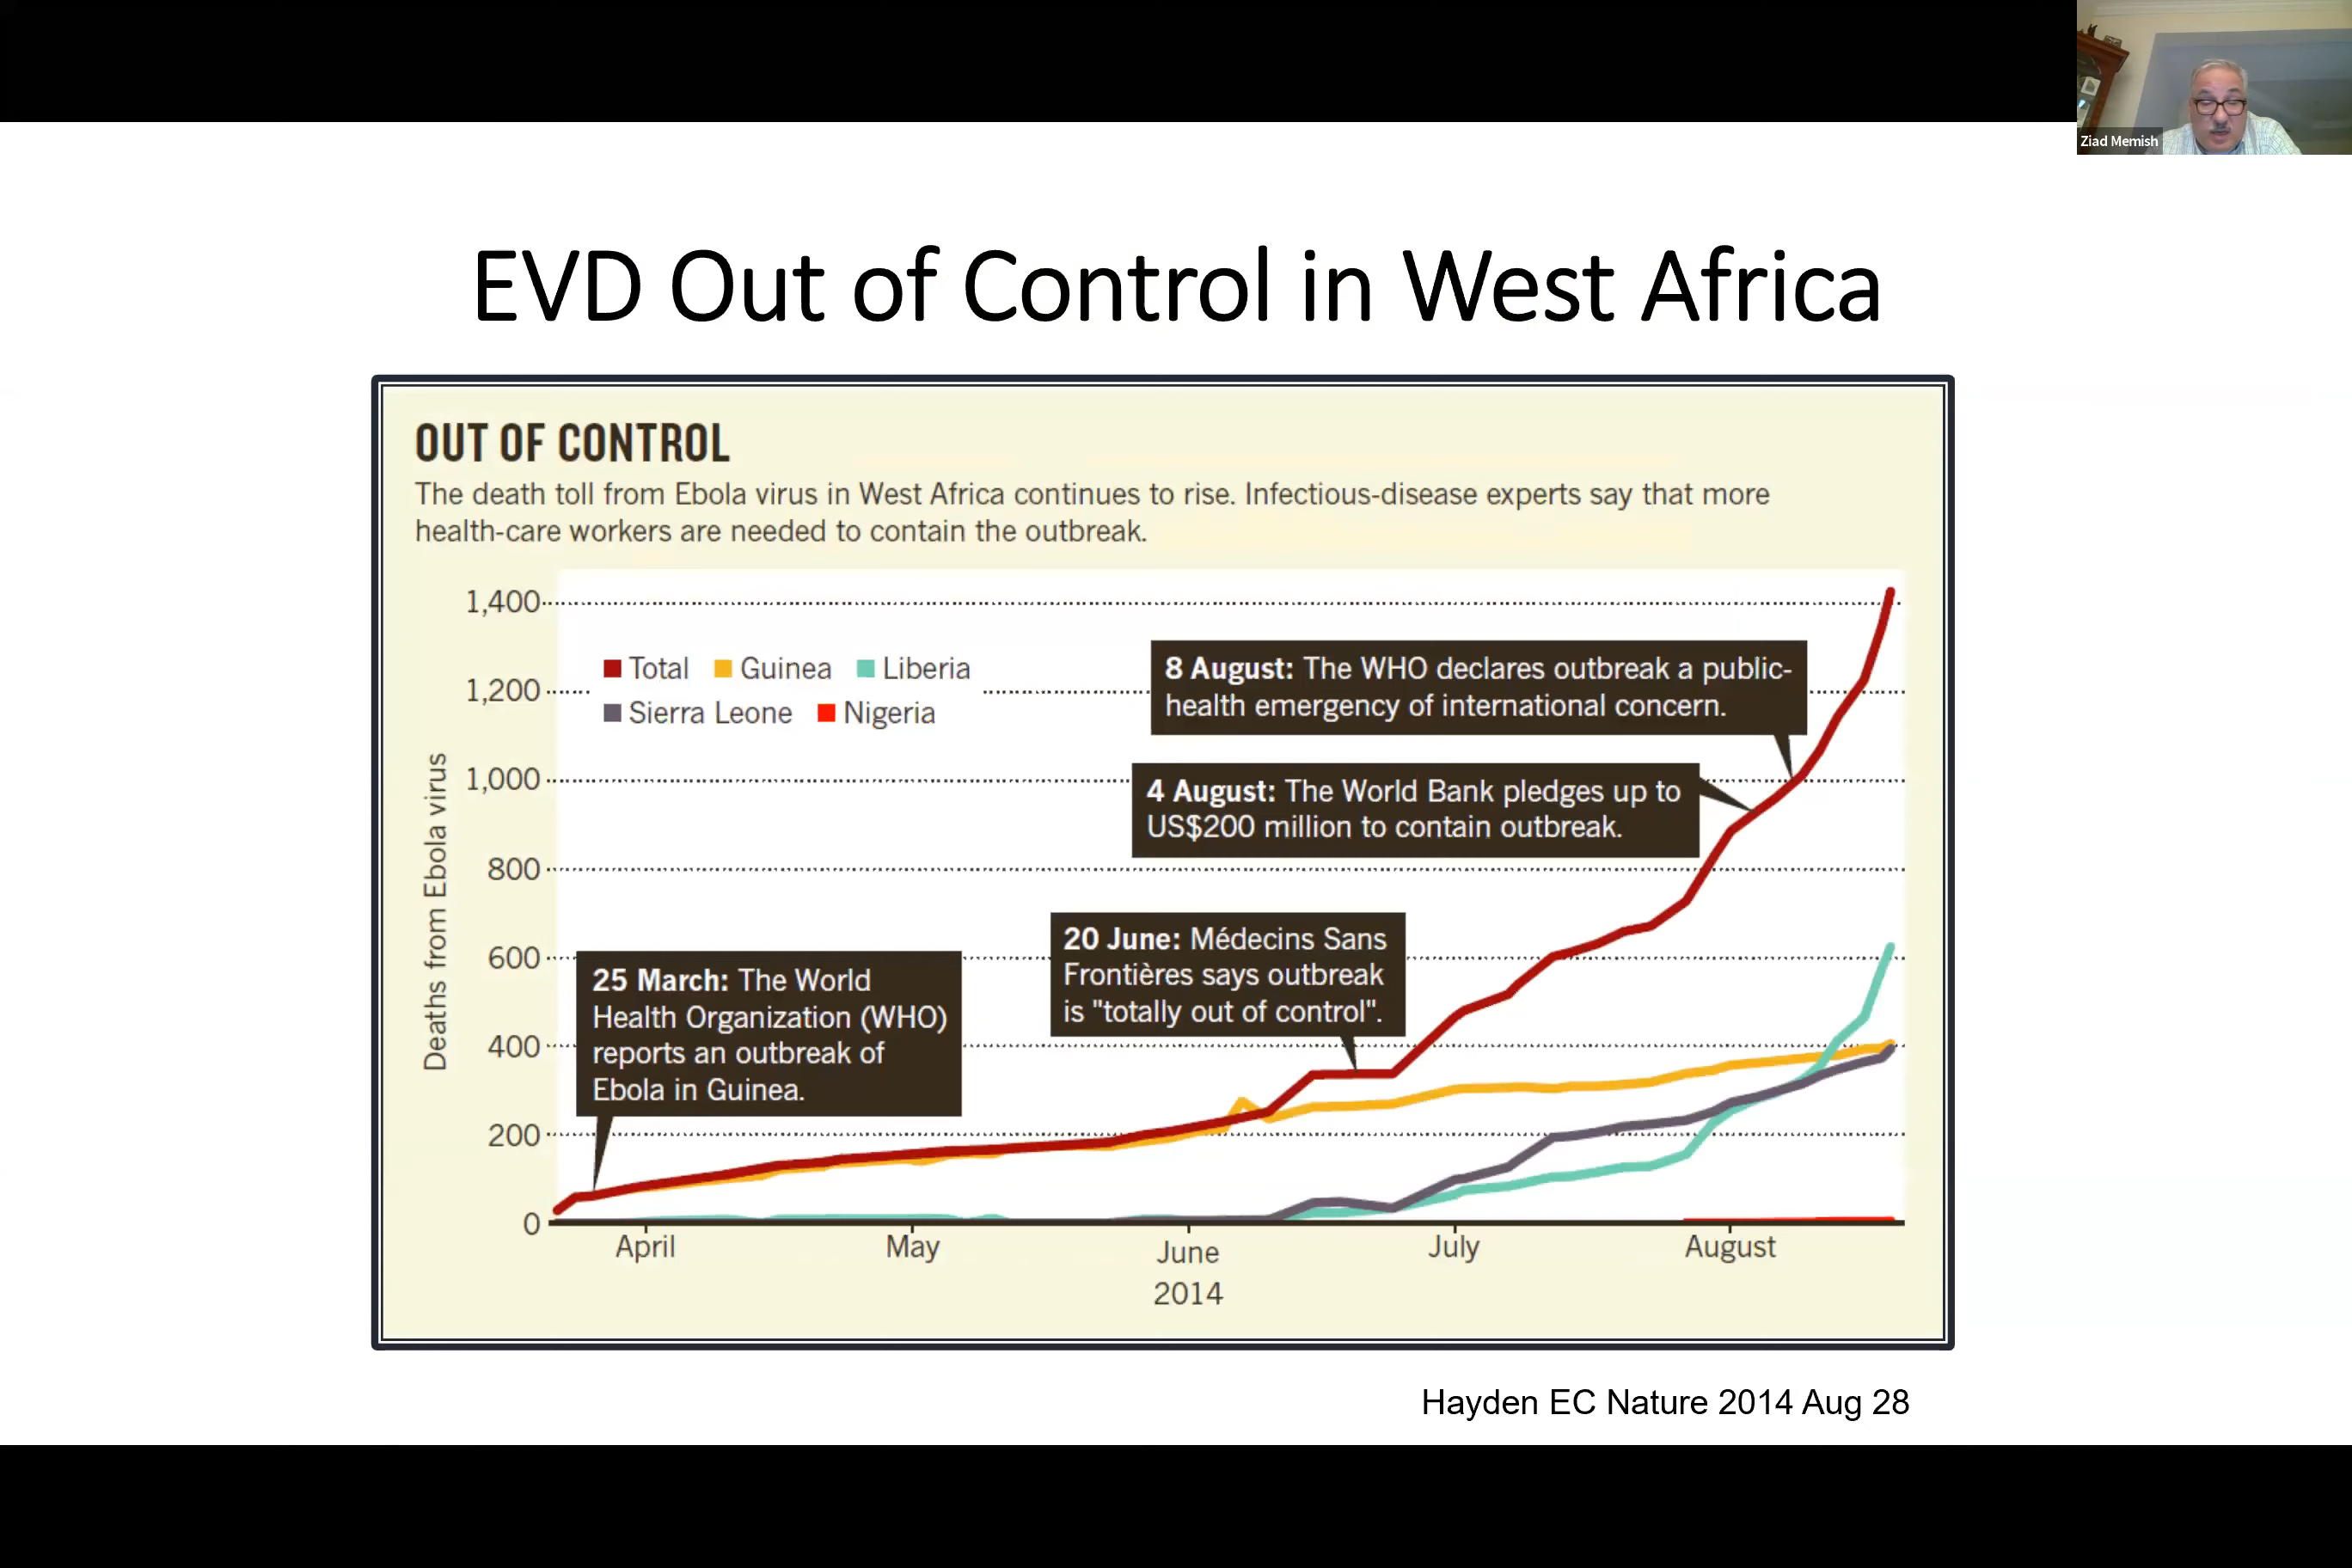 Ziad Memish
EVD Out of Control in West Africa
OUT OF CONTROL
The death toll from Ebola virus in West Africa continues to rise. Infectious-disease experts say that more
health-care workers are needed to contain the outbreak.
Deaths from Ebola virus
1,400
1,200
1,000
800
600
400
200
0
Total Guinea Liberia
Sierra Leone Nigeria
8 August: The WHO declares outbreak a public-
health emergency of international concern.
4 August: The World Bank pledges up to
US$200 million to contain outbreak.
20 June: Médecins Sans
Frontières says outbreak
is "totally out of control".
25 March: The World
Health Organization (WHO)
reports an outbreak of
Ebola in Guinea.
April May June July August
2014
Hayden EC Nature 2014 Aug 28